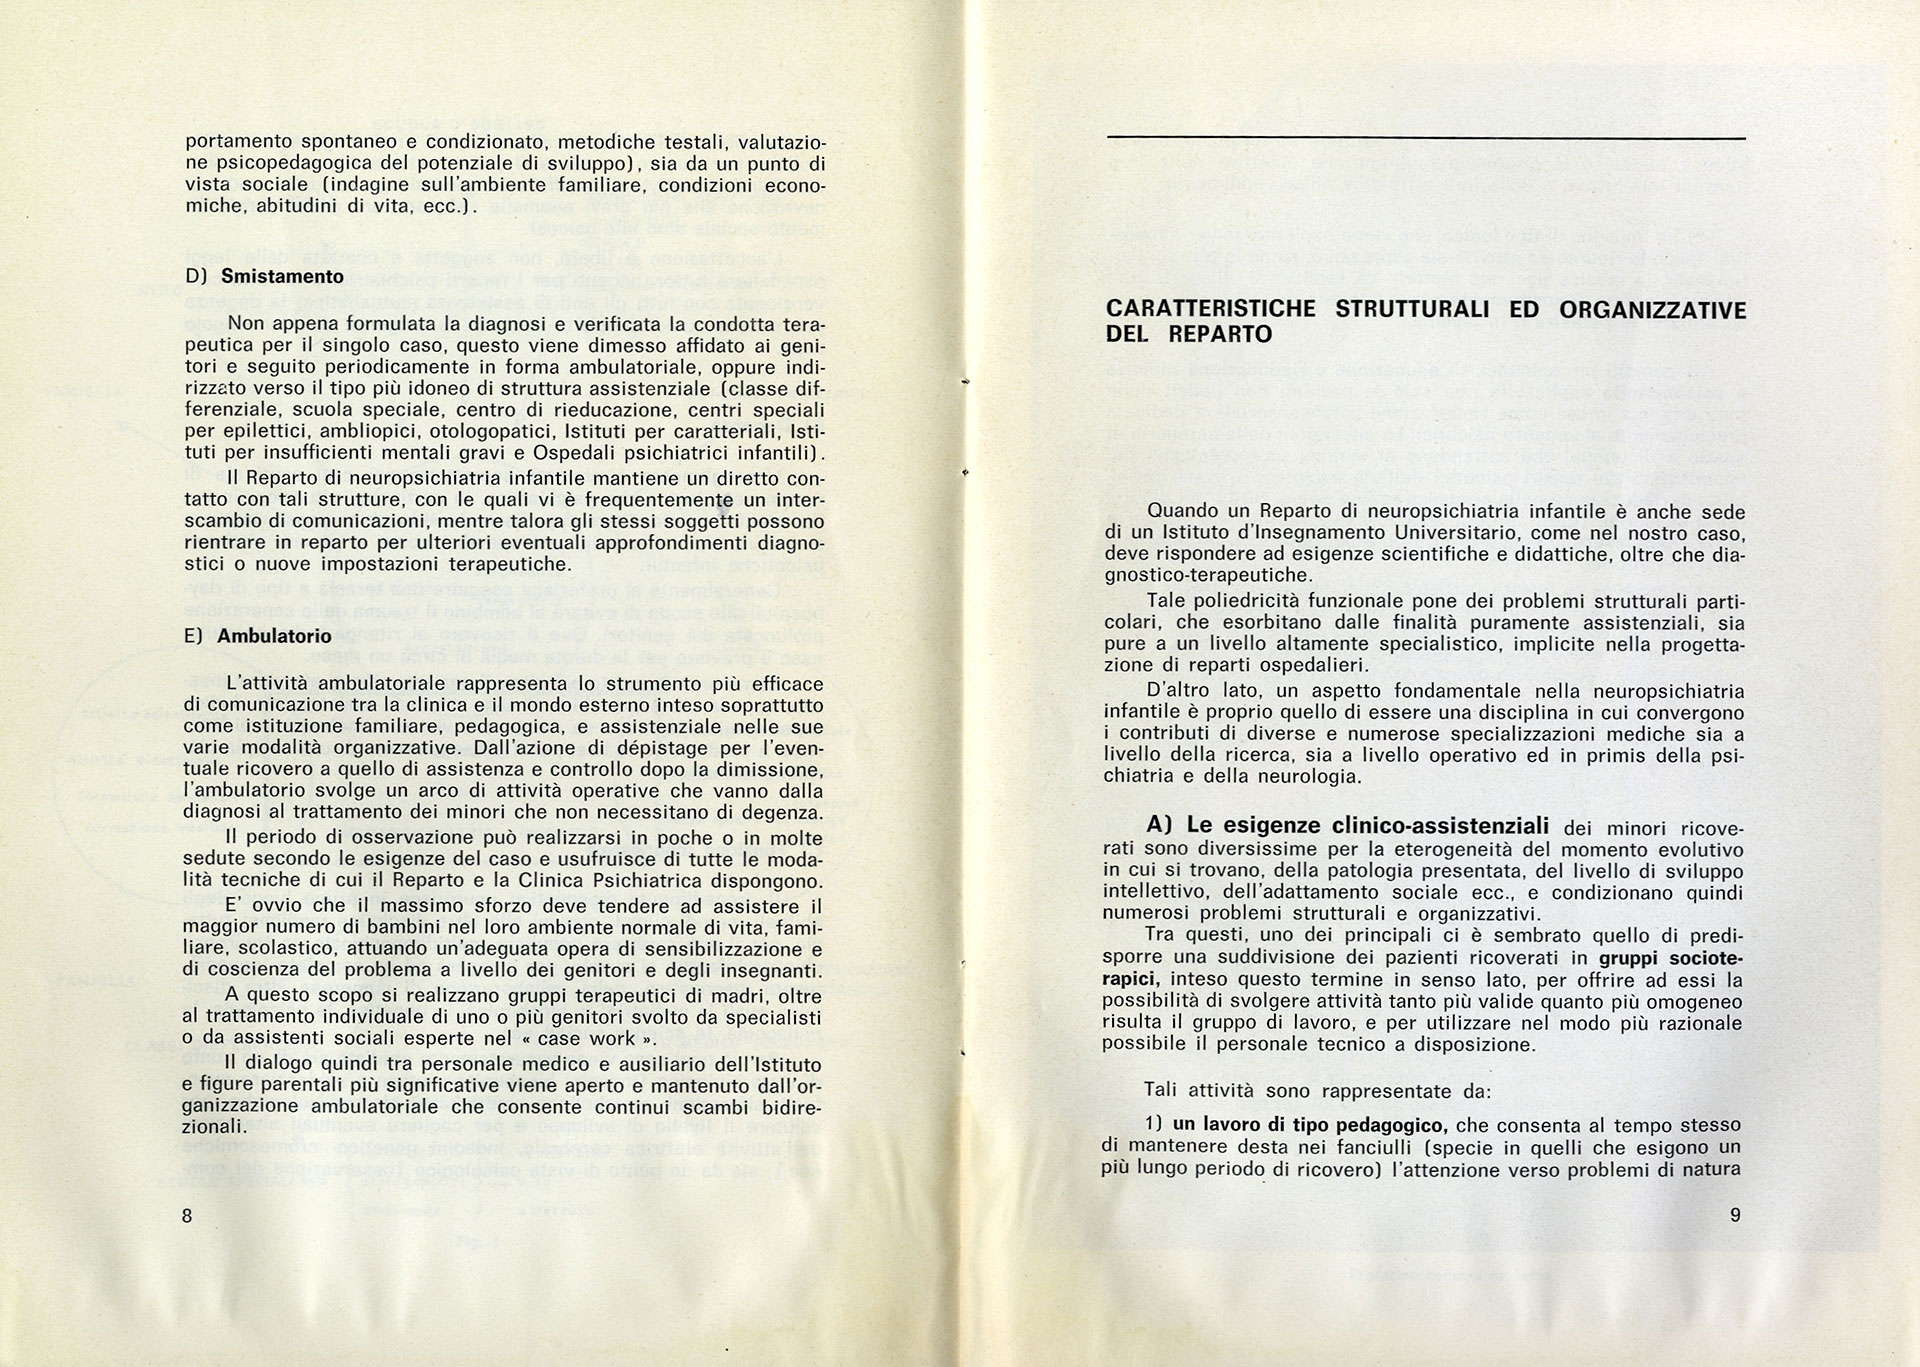 portamento spontaneo e condizionato, metodiche testali, valutazio-
ne psicopedagogica del potenziale di sviluppo), sia da un punto di
vista sociale (indagine sull'ambiente familiare, condizioni econo-
miche, abitudini di vita, ecc.).
D) Smistamento
Non appena formulata la diagnosi e verificata la condotta tera-
peutica per il singolo caso, questo viene dimesso affidato ai geni-
tori e seguito periodicamente in forma ambulatoriale, oppure indi-
rizzato verso il tipo più idoneo di struttura assistenziale (classe dif-
ferenziale, scuola speciale, centro di rieducazione, centri speciali
per epilettici, ambliopici, otologopatici, Istituti per caratteriali, Isti-
tuti per insufficienti mentali gravi e Ospedali psichiatrici infantili).
Il Reparto di neuropsichiatria infantile mantiene un diretto con-
tatto con tali strutture, con le quali vi è frequentemente un inter-
scambio di comunicazioni, mentre talora gli stessi soggetti possono
rientrare in reparto per ulteriori eventuali approfondimenti diagno-
stici o nuove impostazioni terapeutiche.
E) Ambulatorio
L'attività ambulatoriale rappresenta lo strumento più efficace
di comunicazione tra la clinica e il mondo esterno inteso soprattutto
come istituzione familiare, pedagogica, e assistenziale nelle sue
varie modalità organizzative. Dall'azione di dépistage per l'even-
tuale ricovero a quello di assistenza e controllo dopo la dimissione,
l'ambulatorio svolge un arco di attività operative che vanno dalla
diagnosi al trattamento dei minori che non necessitano di degenza.
Il periodo di osservazione può realizzarsi in poche o in molte
sedute secondo le esigenze del caso e usufruisce di tutte le moda-
lità tecniche di cui il Reparto e la Clinica Psichiatrica dispongono.
E' ovvio che il massimo sforzo deve tendere ad assistere il
maggior numero di bambini nel loro ambiente normale di vita, fami-
liare, scolastico, attuando un'adeguata opera di sensibilizzazione e
di coscienza del problema a livello dei genitori e degli insegnanti.
A questo scopo si realizzano gruppi terapeutici di madri, oltre
al trattamento individuale di uno o più genitori svolto da specialisti
o da assistenti sociali esperte nel « case work ».
Il dialogo quindi tra personale medico e ausiliario dell'Istituto
e figure parentali più significative viene aperto e mantenuto dall'or-
ganizzazione ambulatoriale che consente continui scambi bidire-
zionali.
8
CARATTERISTICHE STRUTTURALI ED ORGANIZZATIVE
DEL REPARTO
Quando un Reparto di neuropsichiatria infantile è anche sede
di un Istituto d'Insegnamento Universitario, come nel nostro caso,
deve rispondere ad esigenze scientifiche e didattiche, oltre che dia-
gnostico-terapeutiche.
Tale poliedricità funzionale pone dei problemi strutturali parti-
colari, che esorbitano dalle finalità puramente assistenziali, sia
pure a un livello altamente specialistico, implicite nella progetta-
zione di reparti ospedalieri.
D'altro lato, un aspetto fondamentale nella neuropsichiatria
infantile è proprio quello di essere una disciplina in cui convergono
i contributi di diverse e numerose specializzazioni mediche sia a
livello della ricerca, sia a livello operativo ed in primis della psi-
chiatria e della neurologia.
A) Le esigenze clinico-assistenziali dei minori ricove-
rati sono diversissime per la eterogeneità del momento evolutivo
in cui si trovano, della patologia presentata, del livello di sviluppo
intellettivo, dell'adattamento sociale ecc., e condizionano quindi
numerosi problemi strutturali e organizzativi.
Tra questi, uno dei principali ci è sembrato quello di predi-
sporre una suddivisione dei pazienti ricoverati in gruppi sociote-
rapici, inteso questo termine in senso lato, per offrire ad essi la
possibilità di svolgere attività tanto più valide quanto più omogeneo
risulta il gruppo di lavoro, e per utilizzare nel modo più razionale
possibile il personale tecnico a disposizione.
Tali attività sono rappresentate da:
1) un lavoro di tipo pedagogico, che consenta al tempo stesso
di mantenere desta nei fanciulli (specie in quelli che esigono un
più lungo periodo di ricovero) l'attenzione verso problemi di natura
9